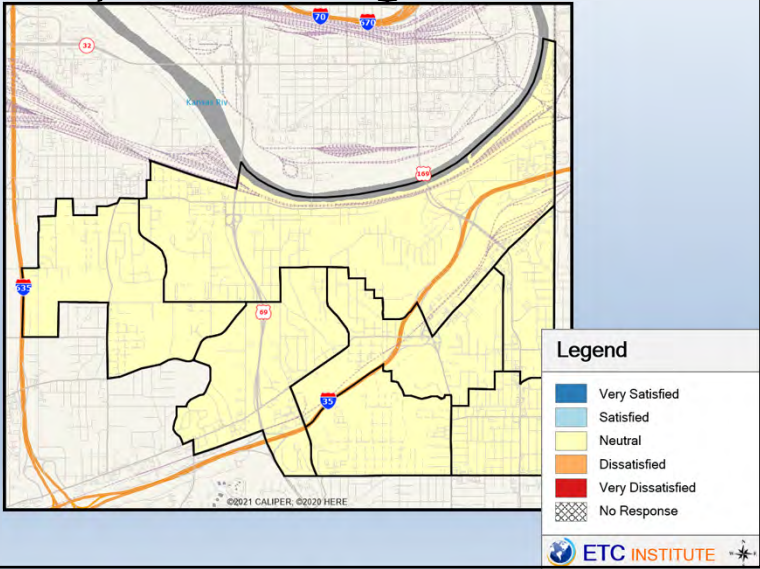 70
670
32
Kansas Riv
169
635
69
35
Legend
Very Satisfied
Satisfied
Neutral
Dissatisfied
Very Dissatisfied
No Response
©2021 CALIPER; ©2020 HERE
ETC INSTITUTE